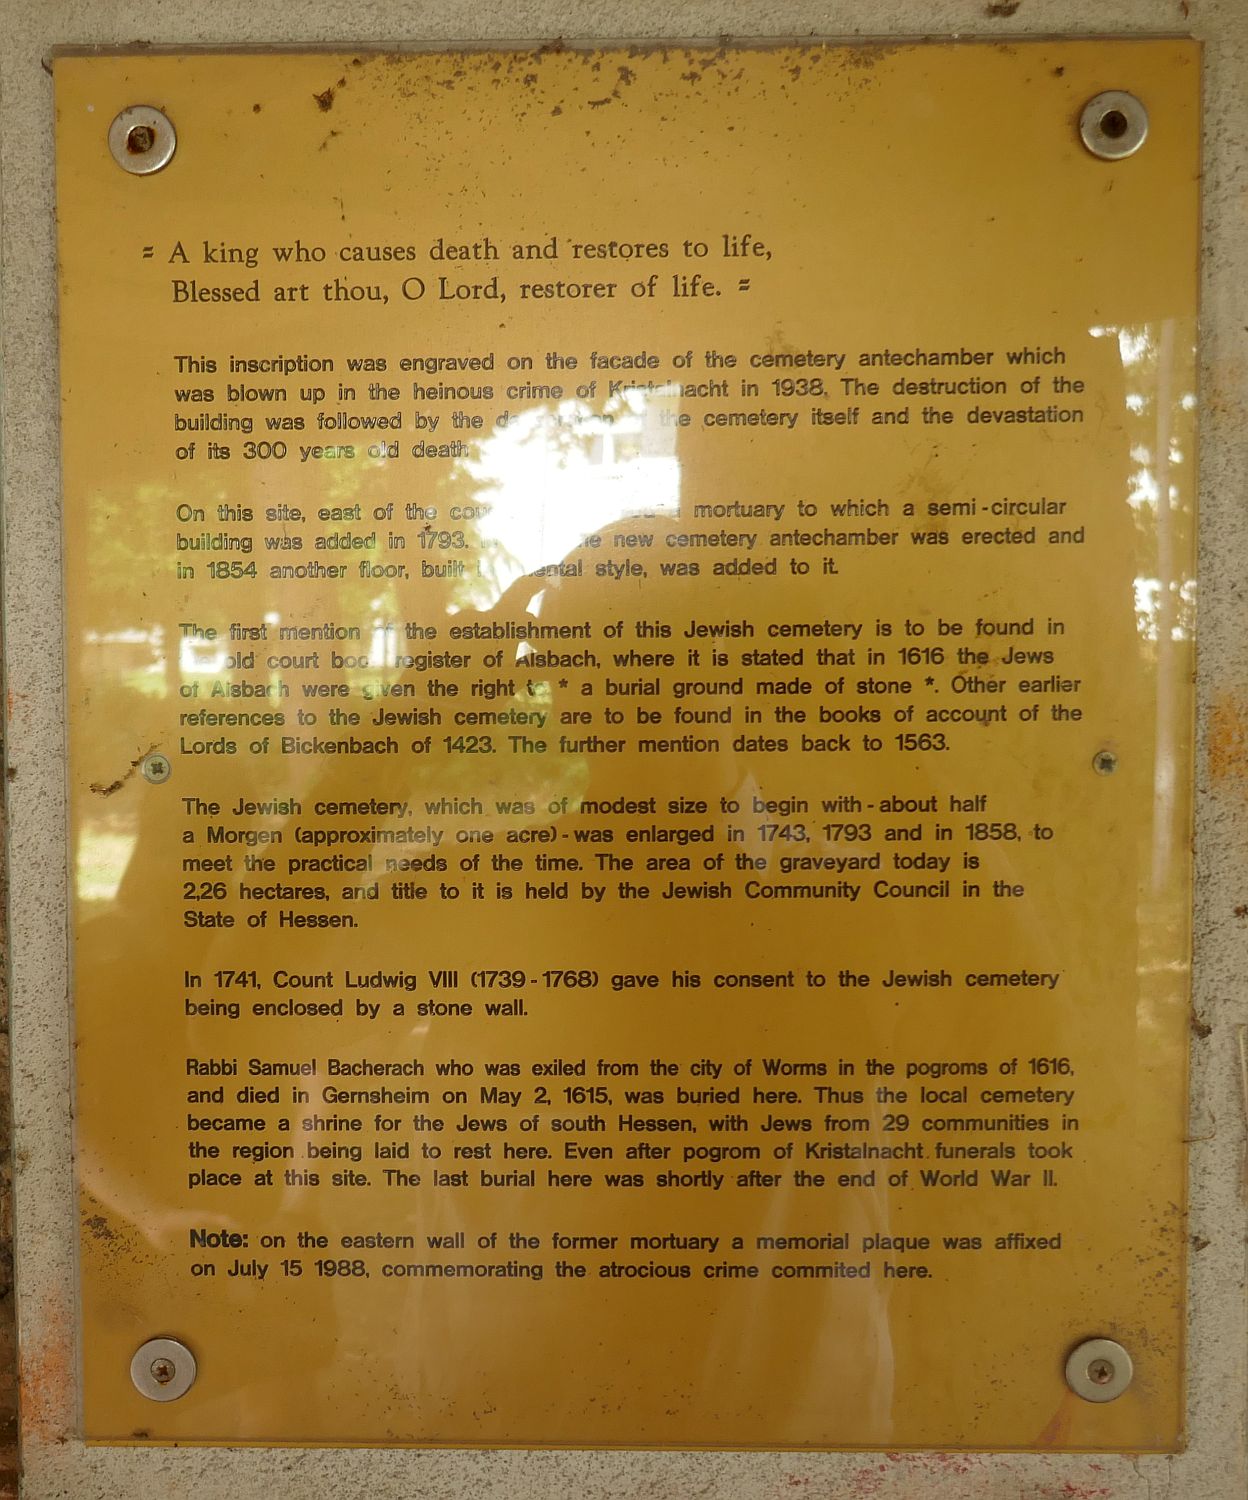 = A king who causes death and restores to life,
Blessed art thou, O Lord, restorer of life. =
This inscription was engraved on the facade of the cemetery antechamber which
was blown up in the heinous crime of Kristalnacht in 1938. The destruction of the
building was followed by the the cemetery itself and the devastation
of its 300 years old death
On this site, east of the mortuary to which a semi-circular
building was added in 1793. new cemetery antechamber was erected and
in 1854 another floor, built style, was added to it.
The first mention of the establishment of this Jewish cemetery is to be found in
old court book register of Alsbach, where it is stated that in 1616 the Jews
of Alsbach were given the right to * a burial ground made of stone *. Other earlier
references to the Jewish cemetery are to be found in the books of account of the
Lords of Bickenbach of 1423. The further mention dates back to 1563.
The Jewish cemetery, which was of modest size to begin with - about half
a Morgen (approximately one acre) - was enlarged in 1743, 1793 and in 1858, to
meet the practical needs of the time. The area of the graveyard today is
2,26 hectares, and title to it is held by the Jewish Community Council in the
State of Hessen.
In 1741, Count Ludwig VIII (1739 - 1768) gave his consent to the Jewish cemetery
being enclosed by a stone wall.
Rabbi Samuel Bacherach who was exiled from the city of Worms in the pogroms of 1616,
and died in Gernsheim on May 2, 1615, was buried here. Thus the local cemetery
became a shrine for the Jews of south Hessen, with Jews from 29 communities in
the region being laid to rest here. Even after pogrom of Kristalnacht funerals took
place at this site. The last burial here was shortly after the end of World War II.
Note: on the eastern wall of the former mortuary a memorial plaque was affixed
on July 15 1988, commemorating the atrocious crime commited here.